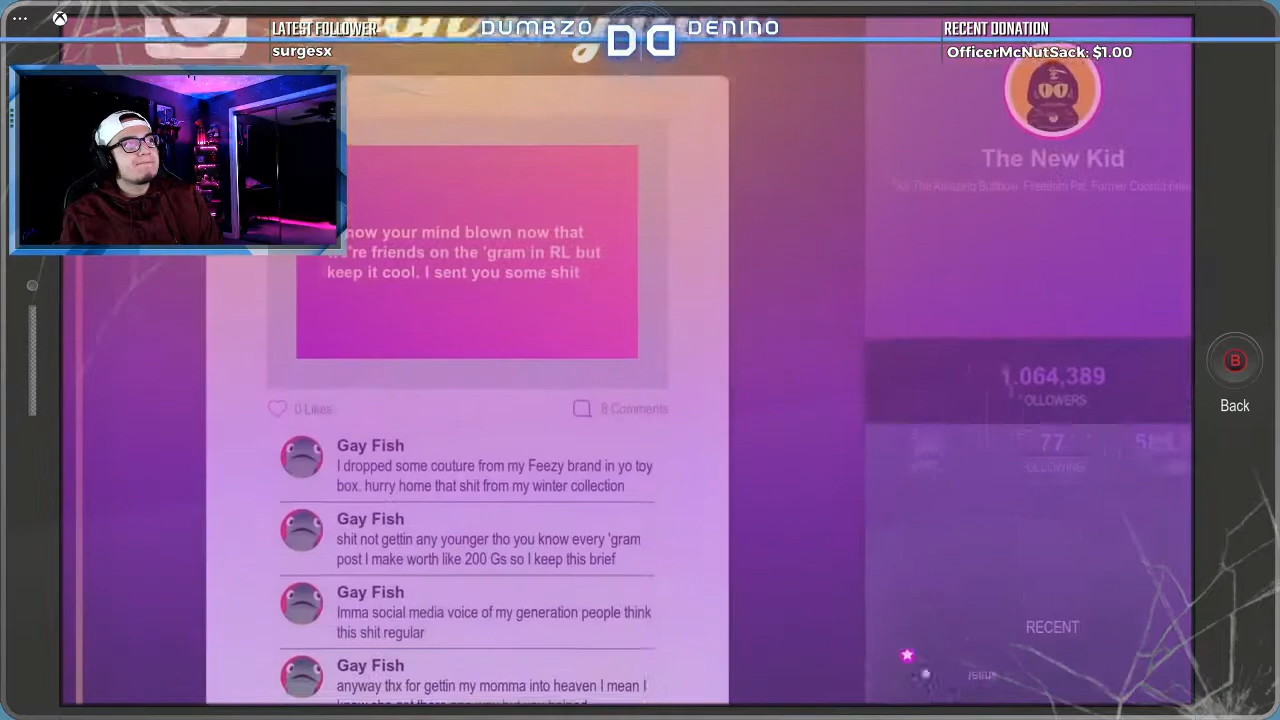 LATEST FOLLOWER
surgesx
DUMBZO
DD
DENINO
RECENT DONATION
OfficerMcNutSack: $1.00
The New Kid
now your mind blown now that
're friends on the 'gram in RL but
keep it cool. I sent you some shit
0 Likes
8 Comments
Gay Fish
I dropped some couture from my Feezy brand in yo toy
box. hurry home that shit from my winter collection
Gay Fish
shit not gettin any younger tho you know every 'gram
post I make worth like 200 Gs so I keep this brief
Gay Fish
Imma social media voice of my generation people think
this shit regular
Gay Fish
anyway thx for gettin my momma into heaven I mean I
1,064,389
OLLOWERS
77
FOLLOWING
RECENT
B
Back